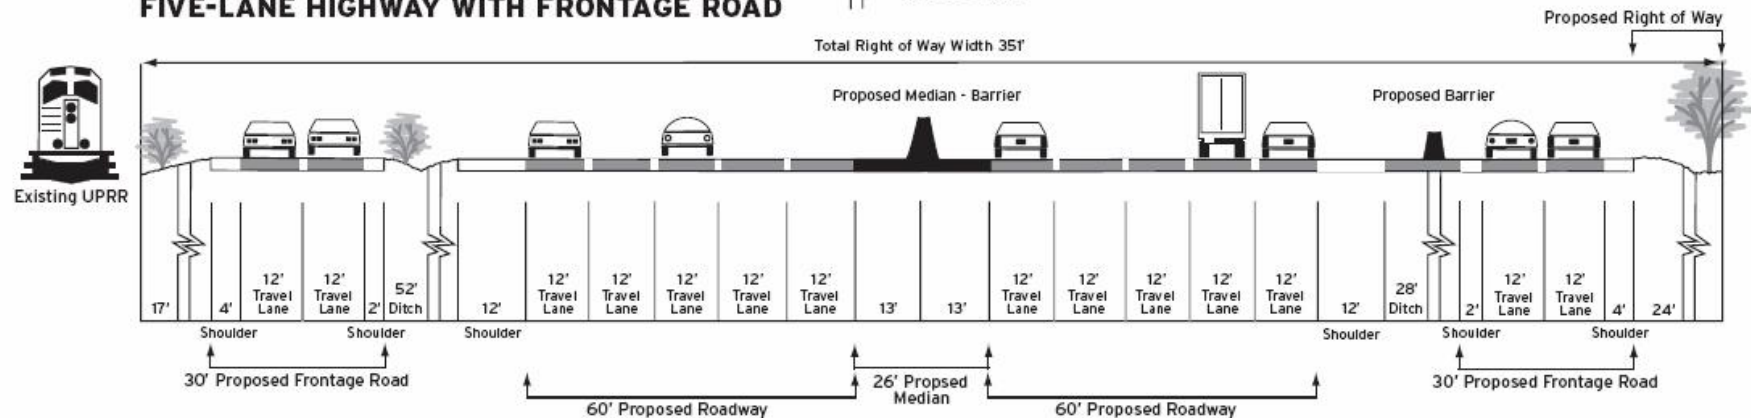 FIVE-LANE HIGHWAY WITH FRONTAGE ROAD
Proposed Right of Way
Total Right of Way Width 351'
Proposed Median - Barrier
Proposed Barrier
Existing UPRR
17'
4'
12'
Travel
Lane
12'
Travel
Lane
2'
52'
Ditch
12'
12'
Travel
Lane
12'
Travel
Lane
12'
Travel
Lane
12'
Travel
Lane
12'
Travel
Lane
13'
13'
12'
Travel
Lane
12'
Travel
Lane
12'
Travel
Lane
12'
Travel
Lane
12'
Travel
Lane
12'
28'
Ditch
2'
12'
Travel
Lane
12'
Travel
Lane
4'
24'
Shoulder
Shoulder
Shoulder
Shoulder
Shoulder
Shoulder
30' Proposed Frontage Road
60' Proposed Roadway
26' Propsed
Median
60' Proposed Roadway
30' Proposed Frontage Road